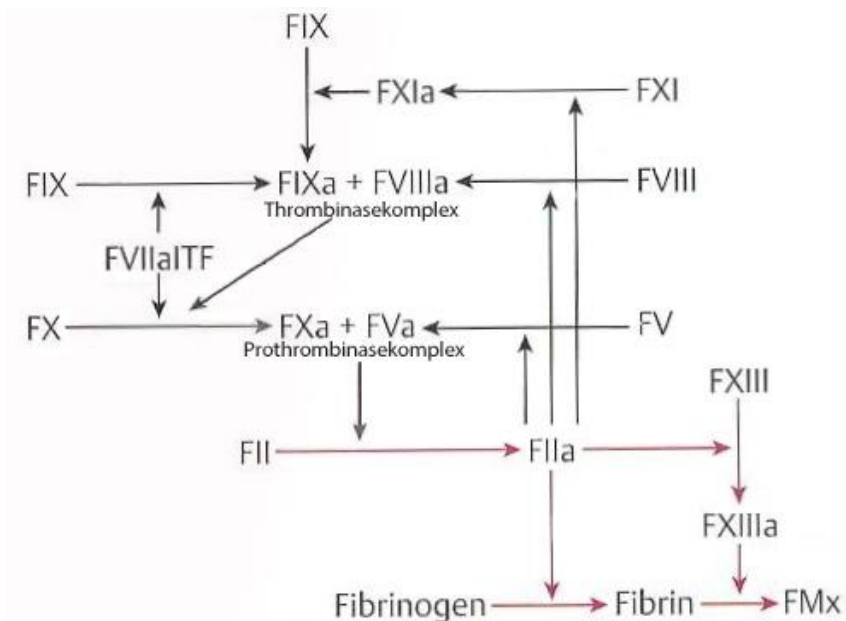 FIX
FXIa
FXI
FIX
FIXa + FVIIIa
FVIII
Thrombinasekomplex
FVIIaITF
FX
FXa + FVa
FV
Prothrombinasekomplex
FXIII
FII
FIIa
FXIIIa
Fibrinogen
Fibrin
FMx